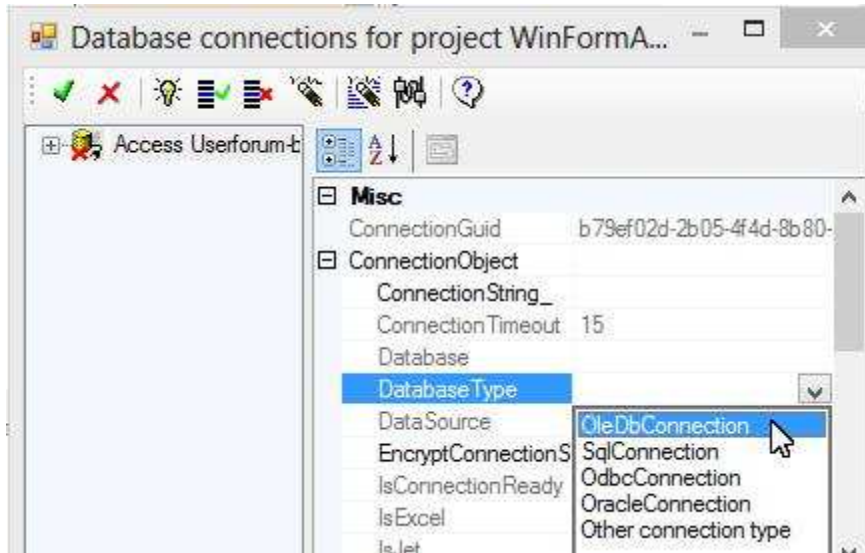 Database connections for project WinFormA...
Access Userforum-b
Misc
ConnectionGuid b79ef02d-2b05-4f4d-8b80-
ConnectionObject
ConnectionString_
ConnectionTimeout 15
Database
DatabaseType
DataSource OleDbConnection
EncryptConnectionS SqlConnection
IsConnectionReady OdbcConnection
IsExcel OracleConnection
Other connection type
IsJet